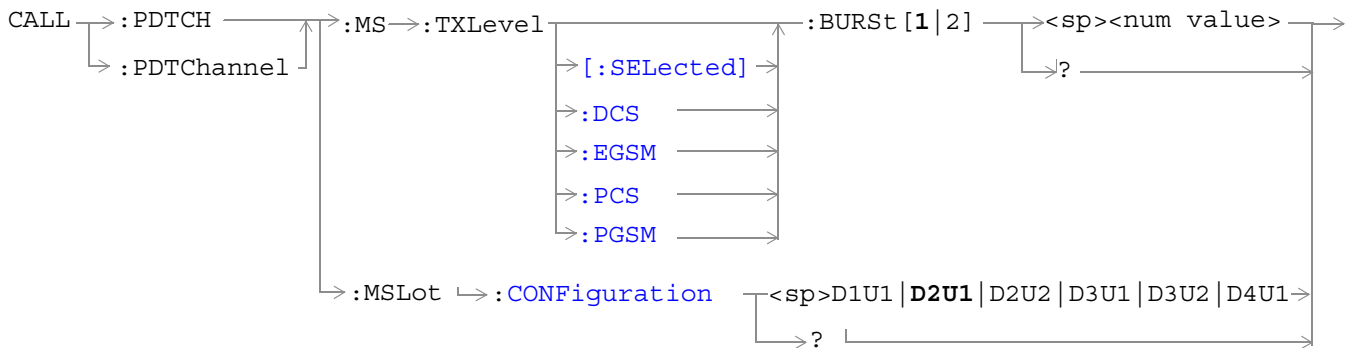 CALL :PDTCH :MS :TXLevel :BURSt[1|2] <sp><num value>
:PDTChannel [:SELected] ?
:DCS
:EGSM
:PCS
:PGSM
:MSLot :CONFiguration <sp>D1U1|D2U1|D2U2|D3U1|D3U2|D4U1
?